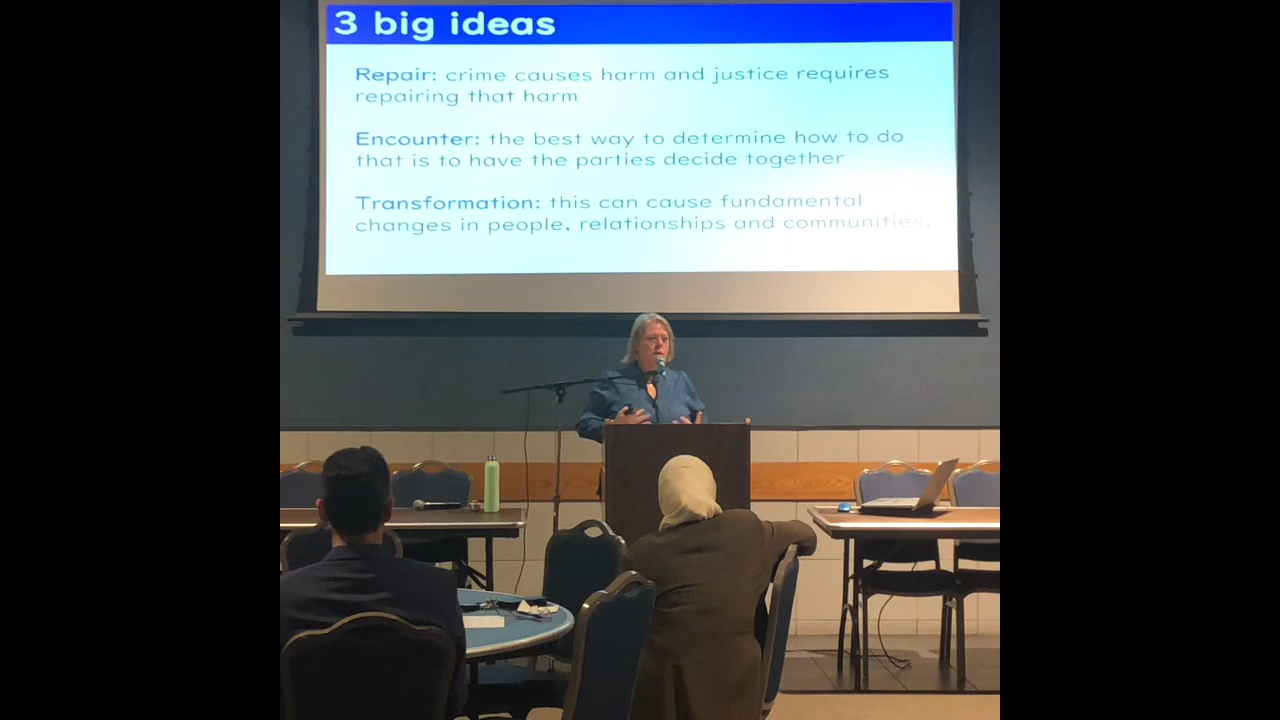 3 big ideas
Repair: crime causes harm and justice requires
repairing that harm
Encounter: the best way to determine how to do
that is to have the parties decide together
Transformation: this can cause fundamental
changes in people, relationships and communities.